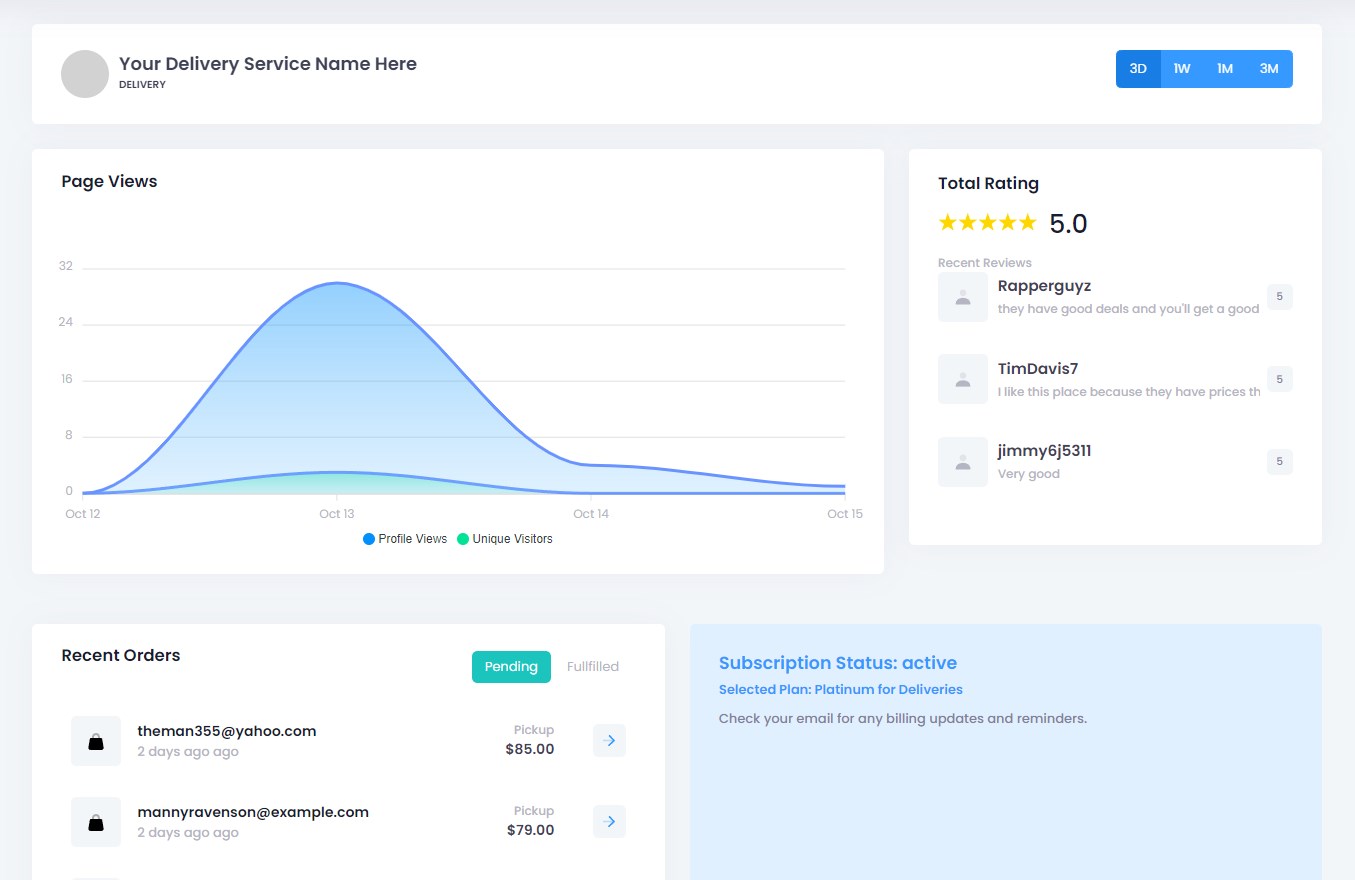 Your Delivery Service Name Here
DELIVERY
3D 1W 1M 3M
Page Views
32
24
16
8
0
Oct 12 Oct 13 Oct 14 Oct 15
Profile Views Unique Visitors
Total Rating
5.0
Recent Reviews
Rapperguyz
they have good deals and you'll get a good
5
TimDavis7
I like this place because they have prices th
5
jimmy6j5311
Very good
5
Recent Orders
Pending Fullfilled
theman355@yahoo.com
2 days ago ago
Pickup
$85.00
mannyravenson@example.com
2 days ago ago
Pickup
$79.00
Subscription Status: active
Selected Plan: Platinum for Deliveries
Check your email for any billing updates and reminders.